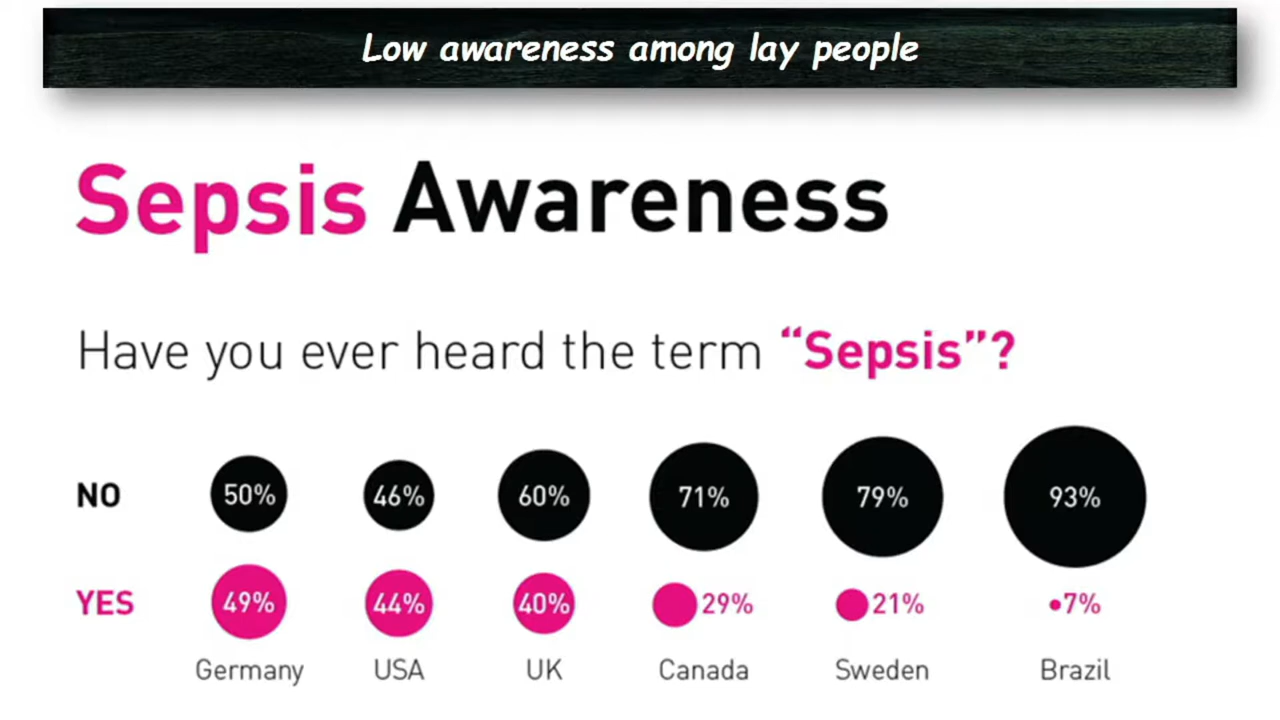 Low awareness among lay people
Sepsis Awareness
Have you ever heard the term “Sepsis”?
NO 50% 46% 60% 71% 79% 93%
YES 49% 44% 40% 29% 21% 7%
Germany USA UK Canada Sweden Brazil